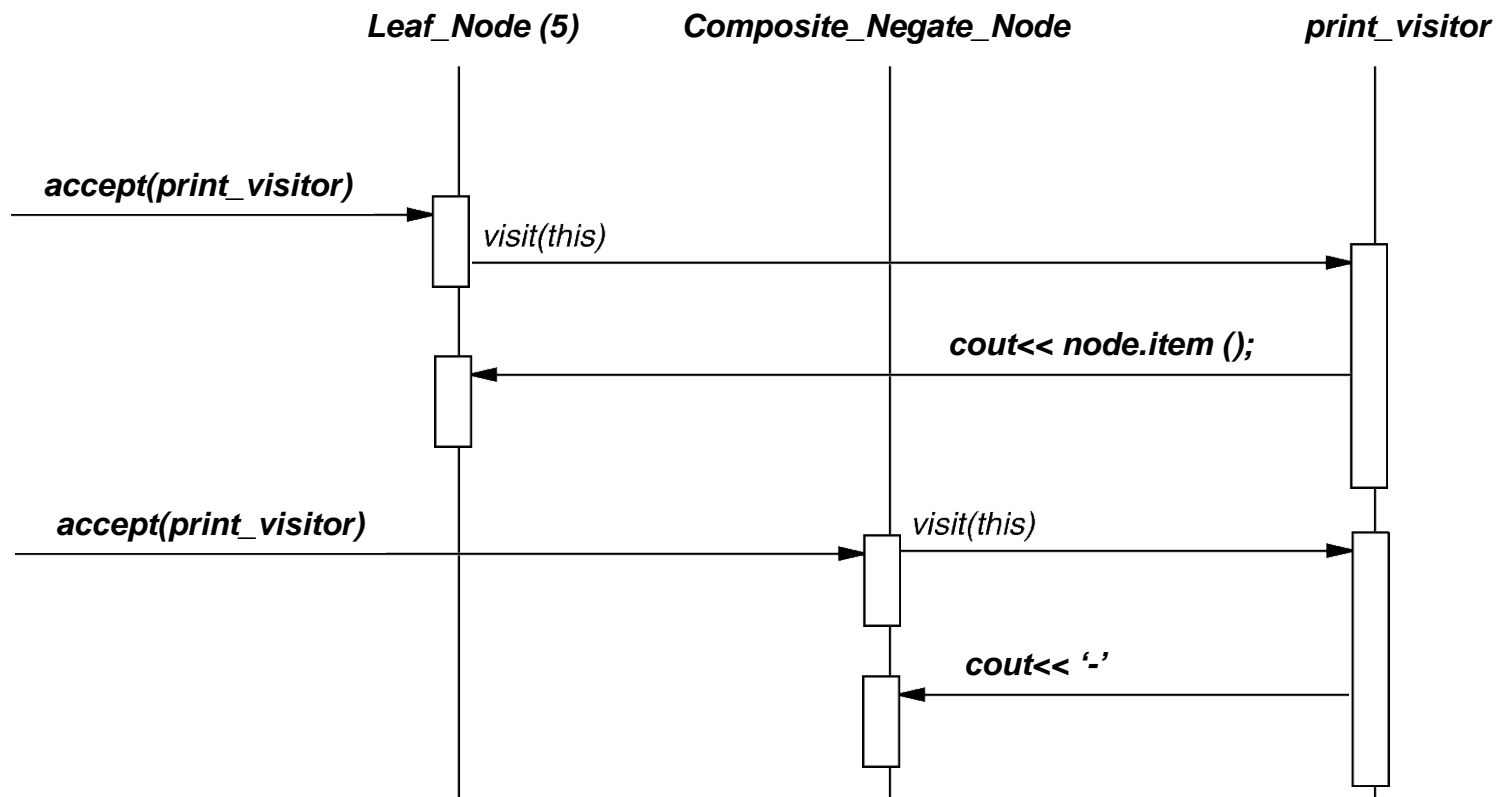 Leaf_Node (5) Composite_Negate_Node print_visitor
accept(print_visitor)
visit(this)
cout<< node.item ();
accept(print_visitor) visit(this)
cout<< ‘-’